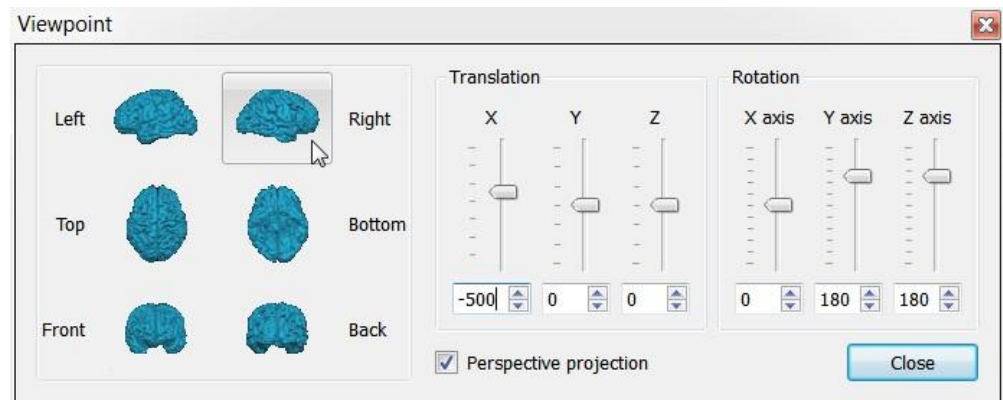 Viewpoint
Left
Right
Top
Bottom
Front
Back
Translation
X Y Z
-500 0 0
Rotation
X axis Y axis Z axis
0 180 180
Perspective projection
Close